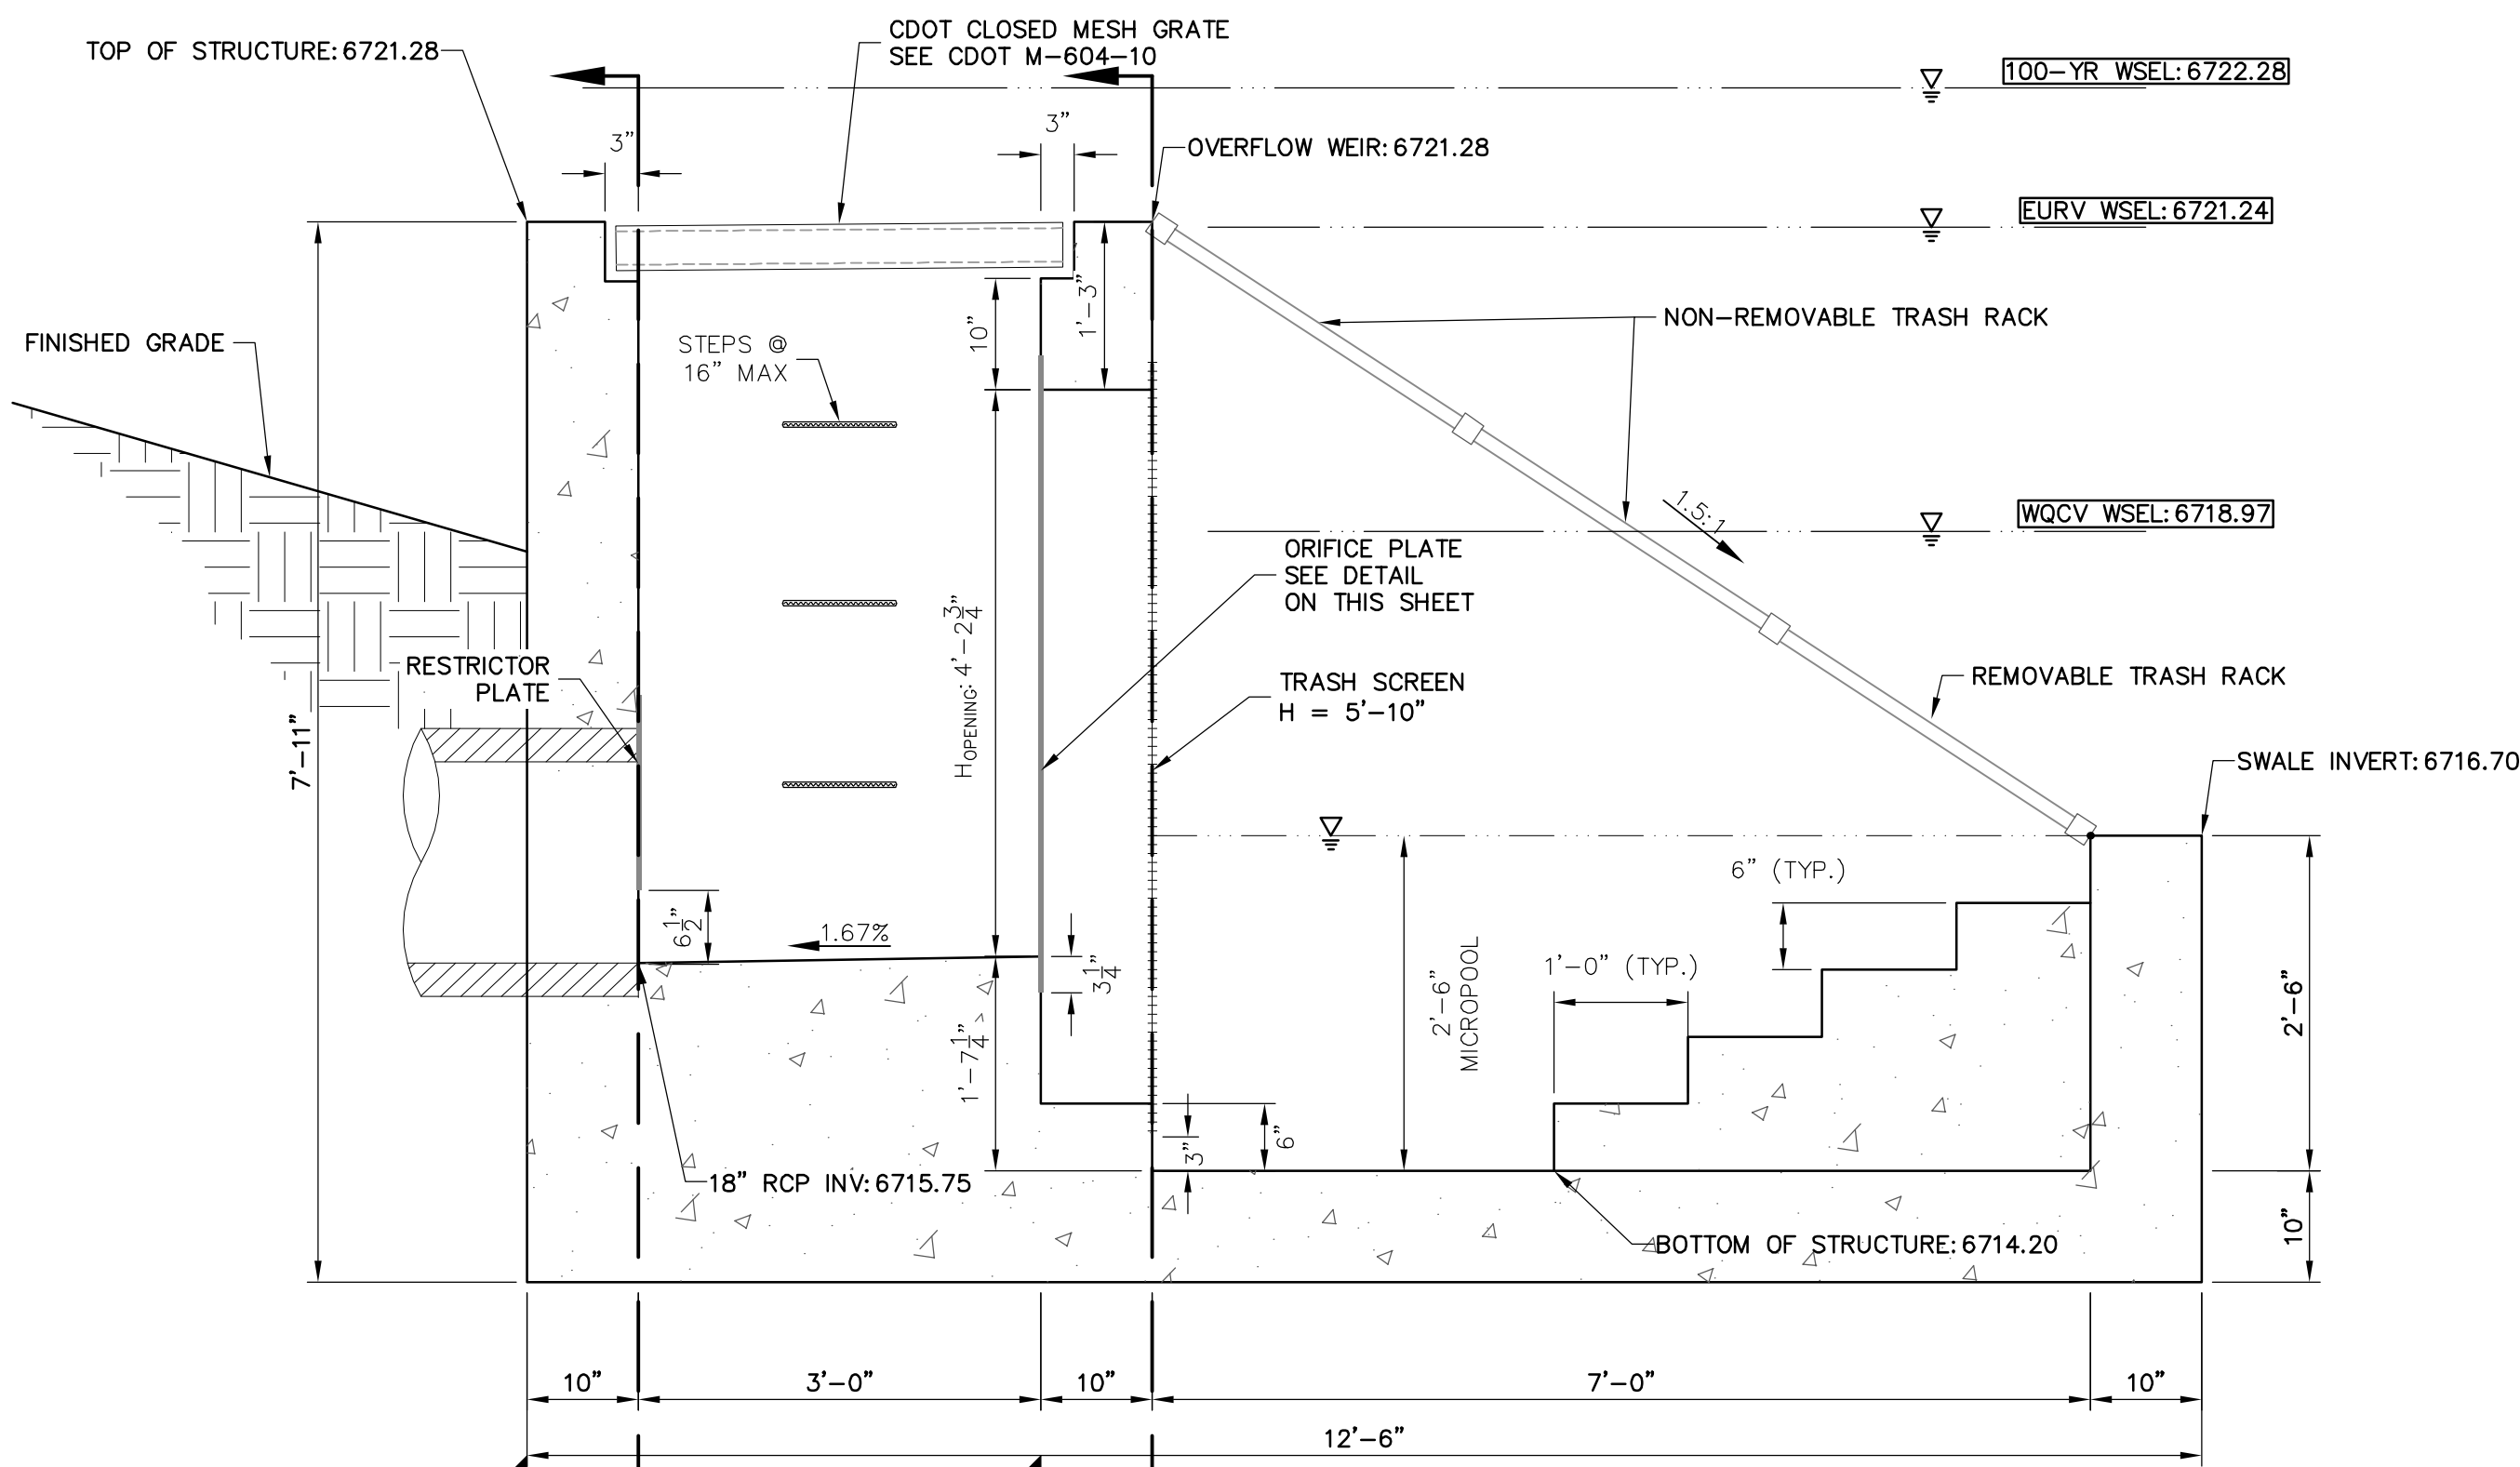 CDOT CLOSED MESH GRATE
SEE CDOT M-604-10
TOP OF STRUCTURE: 6721.28
100-YR WSEL: 6722.28
3"
3"
OVERFLOW WEIR: 6721.28
EURV WSEL: 6721.24
FINISHED GRADE
STEPS @
16" MAX
10"
1'-3"
NON-REMOVABLE TRASH RACK
1.5:1
WQCV WSEL: 6718.97
ORIFICE PLATE
SEE DETAIL
ON THIS SHEET
HOPENING: 4'-2 3/4"
RESTRICTOR
PLATE
TRASH SCREEN
H = 5'-10"
REMOVABLE TRASH RACK
7'-11"
SWALE INVERT: 6716.70
6" (TYP.)
6 1/2"
1.67%
3 1/4"
1'-0" (TYP.)
2'-6"
MICROPOOL
2'-6"
1'-7 1/4"
6"
3"
18" RCP INV: 6715.75
BOTTOM OF STRUCTURE: 6714.20
10"
10"
3'-0"
10"
7'-0"
10"
12'-6"